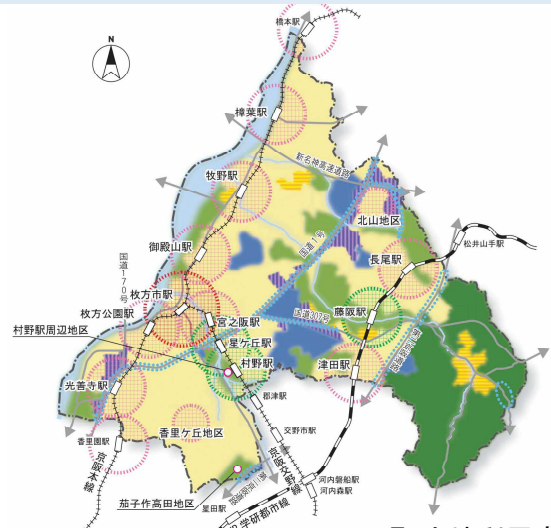 橋本駅
N
樟葉駅
新名神高速道路
牧野駅
北山地区
国道1号
御殿山駅
長尾駅
松井山手駅
国道170号
枚方市駅
枚方公園駅
宮之阪駅
国道307号
藤阪駅
村野駅周辺地区
星ケ丘駅
村野駅
津田駅
光善寺駅
郡津駅
香里ケ丘地区
香里園駅
交野市駅
京阪本線
京阪交野線
河内磐船駅
河内森駅
茄子作高田地区
星田駅
学研都市線